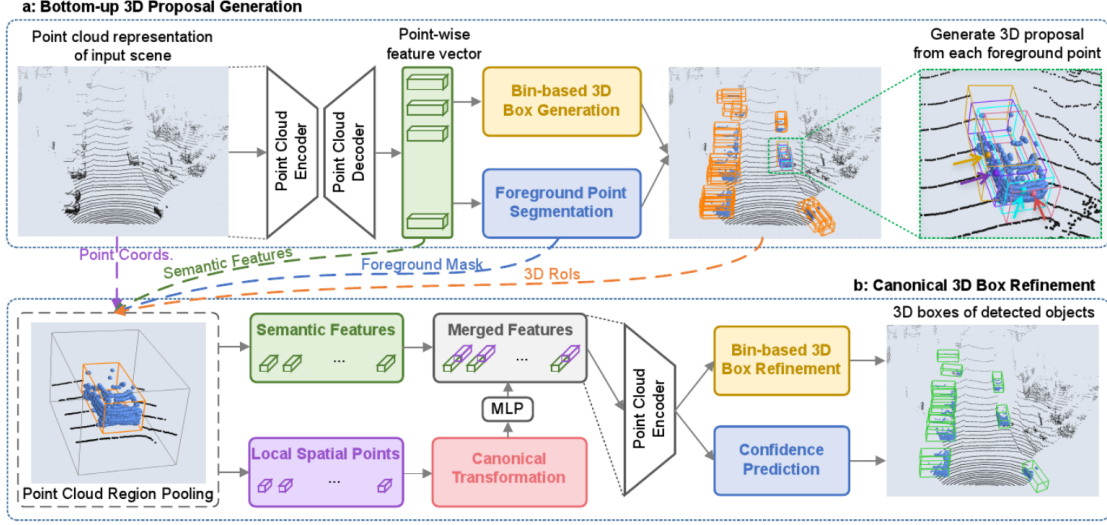 a: Bottom-up 3D Proposal Generation
Point cloud representation
of input scene
Point-wise
feature vector
Generate 3D proposal
from each foreground point
Point Cloud
Encoder
Point Cloud
Decoder
Bin-based 3D
Box Generation
Foreground Point
Segmentation
Point Coords.
Semantic Features
Foreground Mask
3D RoIs
b: Canonical 3D Box Refinement
3D boxes of detected objects
Semantic Features
...
Merged Features
...
MLP
Point Cloud
Encoder
Bin-based 3D
Box Refinement
Local Spatial Points
...
Canonical
Transformation
Confidence
Prediction
Point Cloud Region Pooling